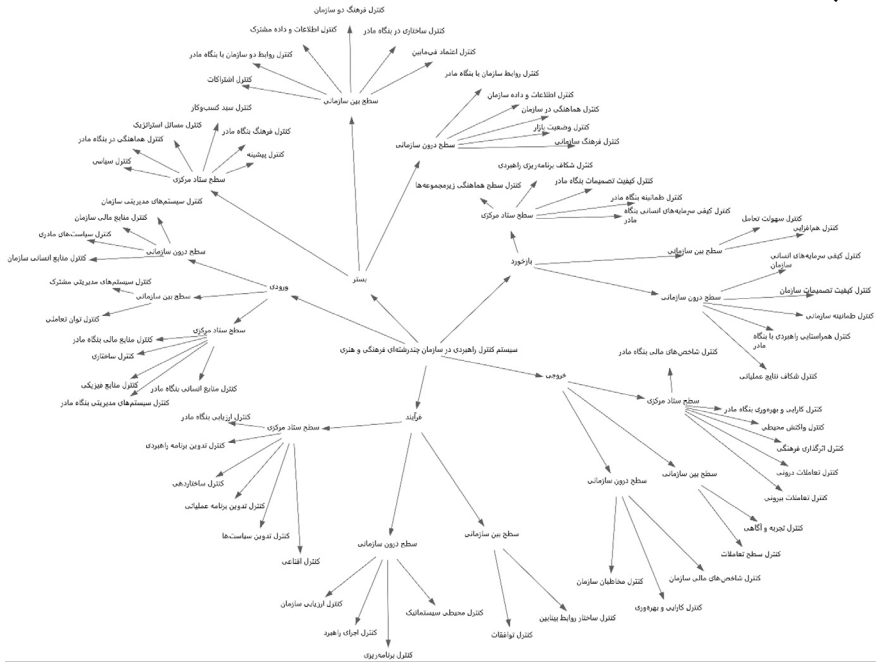 کنترل فرهنگ دو سازمان
کنترل اطلاعات و داده مشترک
کنترل ساختاری در بنگاه مادر
کنترل روابط دو سازمان با بنگاه مادر
کنترل اعتماد فی‌مابین
کنترل اشتراکات
سطح بین سازمانی
کنترل روابط سازمان با بنگاه مادر
کنترل اطلاعات و داده سازمان
کنترل هماهنگی در سازمان
کنترل وضعیت بازار
کنترل فرهنگ سازمانی
سطح درون سازمانی
کنترل سبد کسب‌وکار
کنترل مسائل استراتژیک
کنترل فرهنگ بنگاه مادر
کنترل هماهنگی در بنگاه مادر
کنترل پیشینه
کنترل سیاسی
سطح ستاد مرکزی
بستر
کنترل شکاف برنامه‌ریزی راهبردی
کنترل کیفیت تصمیمات بنگاه مادر
کنترل سطح هماهنگی زیرمجموعه‌ها
کنترل طمانینه بنگاه مادر
کنترل کیفی سرمایه‌های انسانی بنگاه
مادر
سطح ستاد مرکزی
کنترل سهولت تعامل
کنترل هم‌افزایی
سطح بین سازمانی
بازخورد
کنترل کیفی سرمایه‌های انسانی
سازمان
سطح درون سازمانی
کنترل کیفیت تصمیمات سازمان
کنترل طمانینه سازمانی
کنترل همراستایی راهبردی با بنگاه
مادر
کنترل شکاف نتایج عملیاتی
کنترل سیستم‌های مدیریتی سازمان
کنترل منابع مالی سازمان
کنترل سیاست‌های مادری
کنترل منابع انسانی سازمان
سطح درون سازمانی
ورودی
کنترل سیستم‌های مدیریتی مشترک
سطح بین سازمانی
کنترل توان تعاملی
سطح ستاد مرکزی
کنترل منابع مالی بنگاه مادر
کنترل ساختاری
کنترل منابع فیزیکی
کنترل منابع انسانی بنگاه مادر
کنترل سیستم‌های مدیریتی بنگاه مادر
سیستم کنترل راهبردی در سازمان چندرشته‌ای فرهنگی و هنری
کنترل شاخص‌های مالی بنگاه مادر
خروجی
سطح ستاد مرکزی
کنترل کارایی و بهره‌وری بنگاه مادر
کنترل واکنش محیطی
کنترل اثرگذاری فرهنگی
کنترل تعاملات درونی
کنترل تعاملات بیرونی
سطح بین سازمانی
کنترل تجربه و آگاهی
کنترل سطح تعاملات
سطح درون سازمانی
کنترل شاخص‌های مالی سازمان
کنترل مخاطبان سازمان
کنترل کارایی و بهره‌وری
فرآیند
کنترل ارزیابی بنگاه مادر
سطح ستاد مرکزی
کنترل تدوین برنامه راهبردی
کنترل ساختاردهی
کنترل تدوین برنامه عملیاتی
کنترل تدوین سیاست‌ها
کنترل اقناعی
سطح درون سازمانی
کنترل ارزیابی سازمان
کنترل محیطی سیستماتیک
کنترل اجرای راهبرد
کنترل برنامه‌ریزی
سطح بین سازمانی
کنترل ساختار روابط بینابین
کنترل توافقات